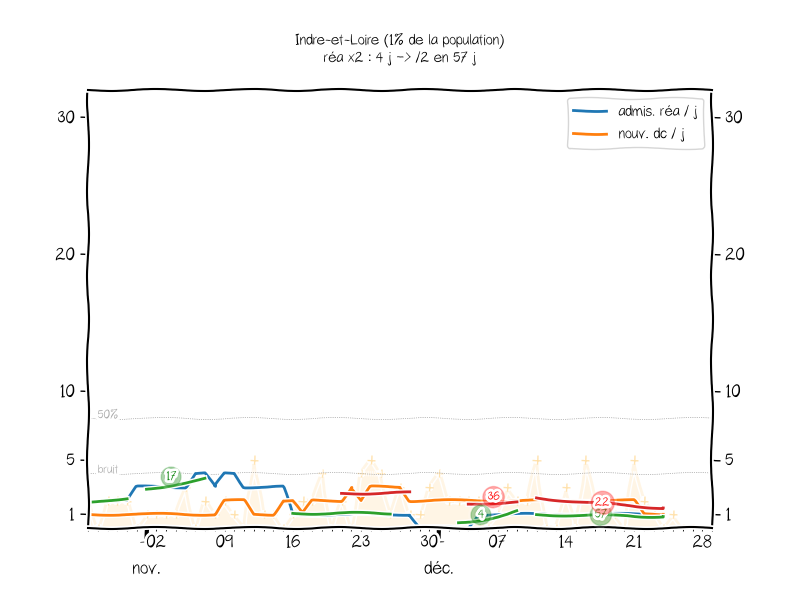 Indre-et-Loire (1% de la population)
réa x2 : 4 j -> /2 en 57 j
admis. réa / j
nouv. dc / j
30 30
20 20
10 10
50%
5 5
bruit
17
36
22
4
57
1 1
02 09 16 23 30 07 14 21 28
nov. déc.